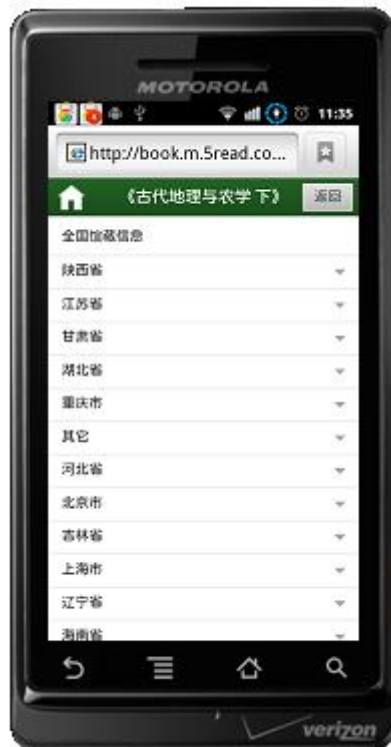 MOTOROLA
11:35
http://book.m.5read.co...
《古代地理与农学 下》 返回
全国馆藏信息
陕西省
江苏省
甘肃省
湖北省
重庆市
其它
河北省
北京市
吉林省
上海市
辽宁省
海南省
verizon